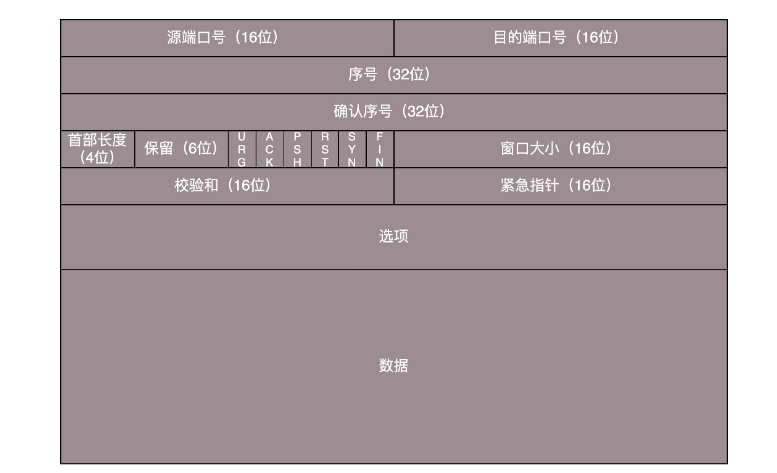 源端口号（16位）
目的端口号（16位）
序号（32位）
确认序号（32位）
首部长度
（4位）
保留（6位）
URG
ACK
PSH
RST
SYN
FIN
窗口大小（16位）
校验和（16位）
紧急指针（16位）
选项
数据